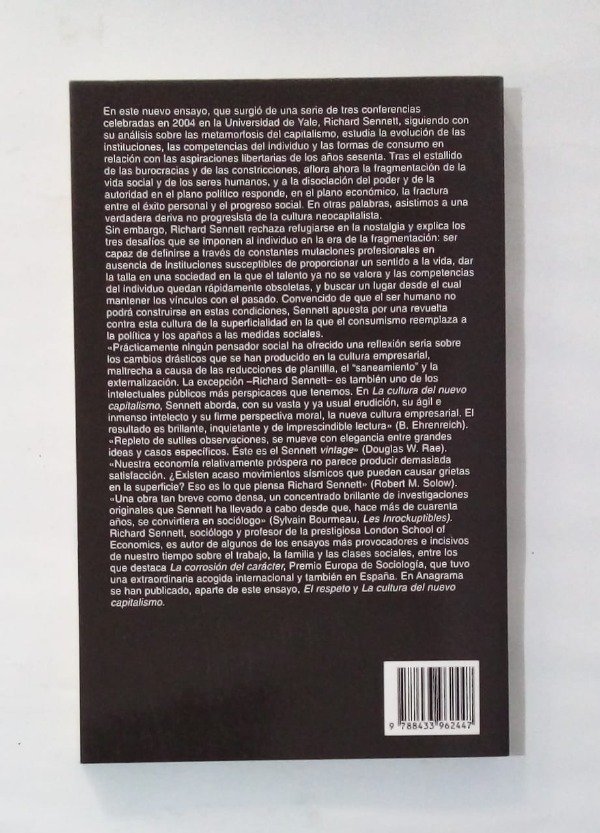 En este nuevo ensayo, que surgió de una serie de tres conferencias
celebradas en 2004 en la Universidad de Yale, Richard Sennett, siguiendo con
su análisis sobre las metamorfosis del capitalismo, estudia la evolución de las
instituciones, las competencias del individuo y las formas de consumo en
relación con las aspiraciones libertarias de los años sesenta. Tras el estallido
de las burocracias y de las constricciones, aflora ahora la fragmentación de la
vida social y de los seres humanos, y a la disociación del poder y de la
autoridad en el plano político responde, en el plano económico, la fractura
entre el éxito personal y el progreso social. En otras palabras, asistimos a una
verdadera deriva no progresista de la cultura neocapitalista.
Sin embargo, Richard Sennett rechaza refugiarse en la nostalgia y explica los
tres desafíos que se imponen al individuo en la era de la fragmentación: ser
capaz de definirse a través de constantes mutaciones profesionales en
ausencia de instituciones susceptibles de proporcionar un sentido a la vida, dar
la talla en una sociedad en la que el talento ya no se valora y las competencias
del individuo quedan rápidamente obsoletas, y buscar un lugar desde el cual
mantener los vínculos con el pasado. Convencido de que el ser humano no
podrá construirse en estas condiciones, Sennett apuesta por una revuelta
contra esta cultura de la superficialidad en la que el consumismo reemplaza a
la política y los apaños a las medidas sociales.
«Prácticamente ningún pensador social ha ofrecido una reflexión seria sobre
los cambios drásticos que se han producido en la cultura empresarial,
maltrecha a causa de las reducciones de plantilla, el "saneamiento" y la
externalización. La excepción –Richard Sennett– es también uno de los
intelectuales públicos más perspicaces que tenemos. En La cultura del nuevo
capitalismo, Sennett aborda, con su vasta y ya usual erudición, su ágil e
inmenso intelecto y su firme perspectiva moral, la nueva cultura empresarial. El
resultado es brillante, inquietante y de imprescindible lectura» (B. Ehrenreich).
«Repleto de sutiles observaciones, se mueve con elegancia entre grandes
ideas y casos específicos. Éste es el Sennett vintage» (Douglas W. Rae).
«Nuestra economía relativamente próspera no parece producir demasiada
satisfacción. ¿Existen acaso movimientos sísmicos que pueden causar grietas
en la superficie? Eso es lo que piensa Richard Sennett» (Robert M. Solow).
«Una obra tan breve como densa, un concentrado brillante de investigaciones
originales que Sennett ha llevado a cabo desde que, hace más de cuarenta
años, se convirtiera en sociólogo» (Sylvain Bourmeau, Les Inrockuptibles).
Richard Sennett, sociólogo y profesor de la prestigiosa London School of
Economics, es autor de algunos de los ensayos más provocadores e incisivos
de nuestro tiempo sobre el trabajo, la familia y las clases sociales, entre los
que destaca La corrosión del carácter, Premio Europa de Sociología, que tuvo
una extraordinaria acogida internacional y también en España. En Anagrama
se han publicado, aparte de este ensayo, El respeto y La cultura del nuevo
capitalismo.
9 788433 962447